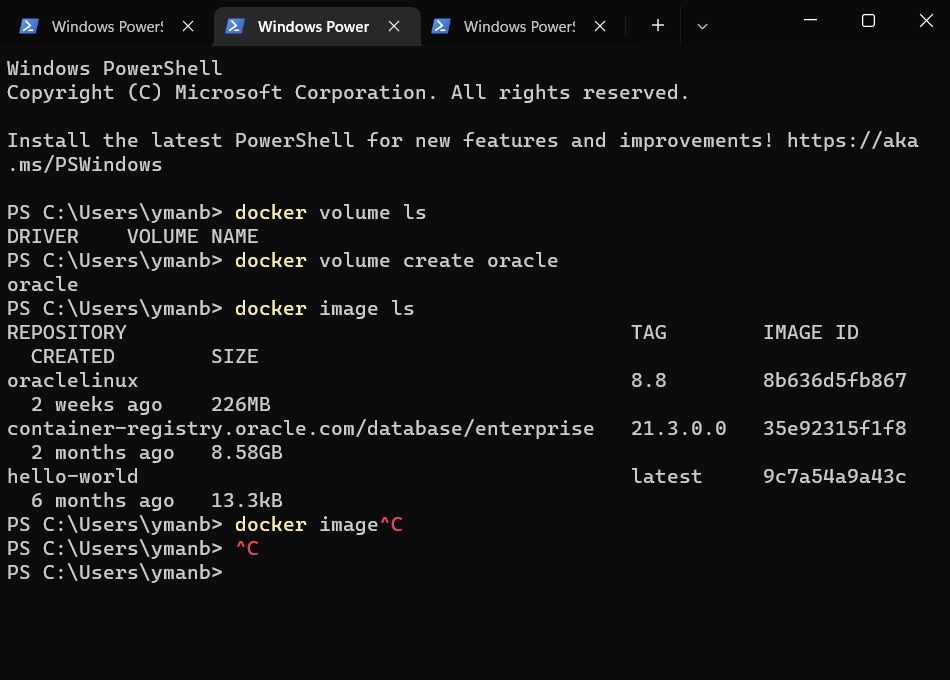 Windows PowerS
Windows Power
Windows PowerS
Windows PowerShell
Copyright (C) Microsoft Corporation. All rights reserved.
Install the latest PowerShell for new features and improvements! https://aka
.ms/PSWindows
PS C:\Users\ymanb> docker volume ls
DRIVER    VOLUME NAME
PS C:\Users\ymanb> docker volume create oracle
oracle
PS C:\Users\ymanb> docker image ls
REPOSITORY                                          TAG        IMAGE ID
  CREATED        SIZE
oraclelinux                                         8.8        8b636d5fb867
  2 weeks ago    226MB
container-registry.oracle.com/database/enterprise   21.3.0.0   35e92315f1f8
  2 months ago   8.58GB
hello-world                                         latest     9c7a54a9a43c
  6 months ago   13.3kB
PS C:\Users\ymanb> docker image^C
PS C:\Users\ymanb> ^C
PS C:\Users\ymanb>